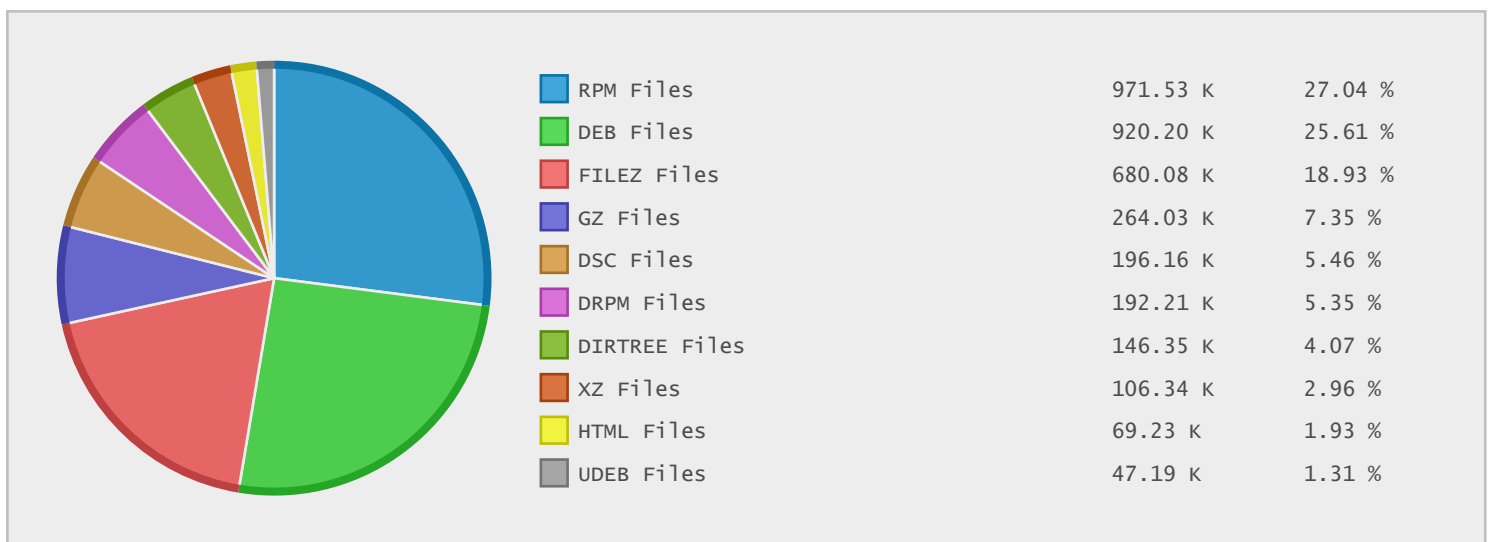 RPM Files 971.53 K 27.04 %
DEB Files 920.20 K 25.61 %
FILEZ Files 680.08 K 18.93 %
GZ Files 264.03 K 7.35 %
DSC Files 196.16 K 5.46 %
DRPM Files 192.21 K 5.35 %
DIRTREE Files 146.35 K 4.07 %
XZ Files 106.34 K 2.96 %
HTML Files 69.23 K 1.93 %
UDEB Files 47.19 K 1.31 %